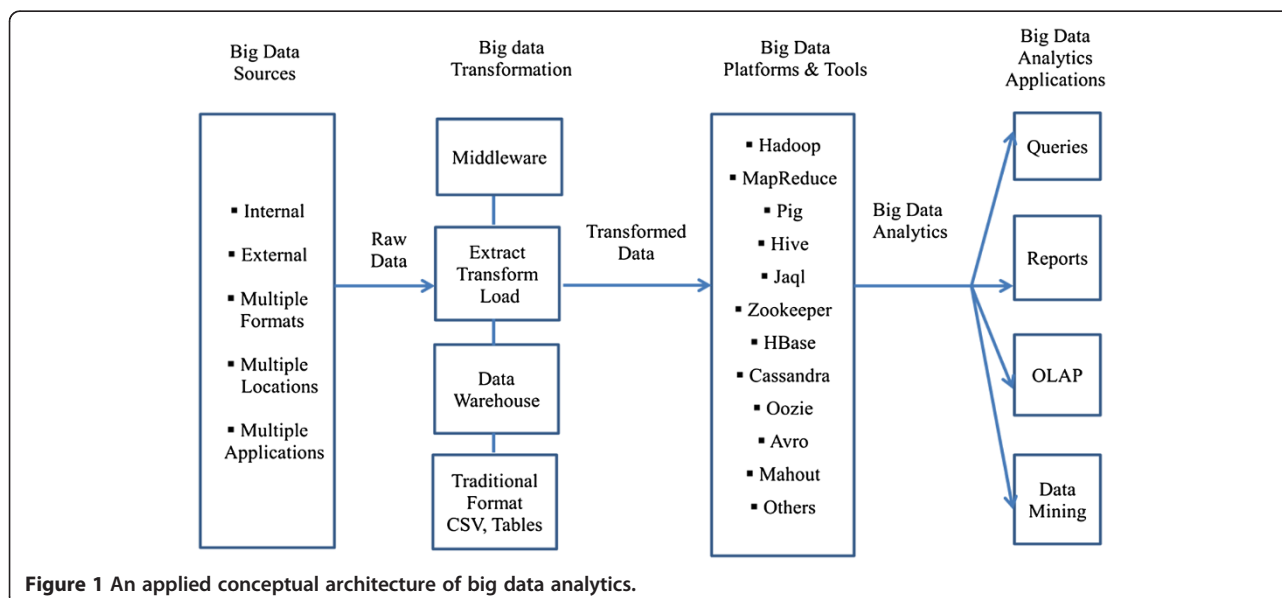 Big Data
Sources
▪ Internal
▪ External
▪ Multiple
Formats
▪ Multiple
Locations
▪ Multiple
Applications
Raw
Data
Big data
Transformation
Middleware
Extract
Transform
Load
Data
Warehouse
Traditional
Format
CSV, Tables
Transformed
Data
Big Data
Platforms & Tools
▪ Hadoop
▪ MapReduce
▪ Pig
▪ Hive
▪ Jaql
▪ Zookeeper
▪ HBase
▪ Cassandra
▪ Oozie
▪ Avro
▪ Mahout
▪ Others
Big Data
Analytics
Big Data
Analytics
Applications
Queries
Reports
OLAP
Data
Mining
Figure 1 An applied conceptual architecture of big data analytics.